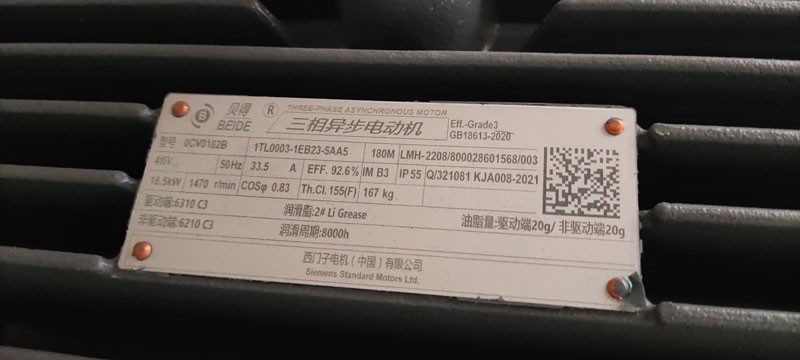 贝得 ® THREE-PHASE ASYNCHRONOUS MOTOR
BEIDE 三相异步电动机 Eff.-Grade3
GB18613-2020
型号 0CV3182B 1TL0003-1EB23-5AA5 180M LMH-2208/800028601568/003
415V 50Hz 33.5 A EFF. 92.6% IM B3 IP 55 Q/321081 KJA008-2021
18.5kW 1470 r/min COSφ 0.83 Th.Cl.155(F) 167 kg
驱动端:6310 C3 润滑脂:2# Li Grease 油脂量:驱动端20g/ 非驱动端20g
非驱动端:6210 C3 润滑周期:8000h
西门子电机(中国)有限公司
Siemens Standard Motors Ltd.